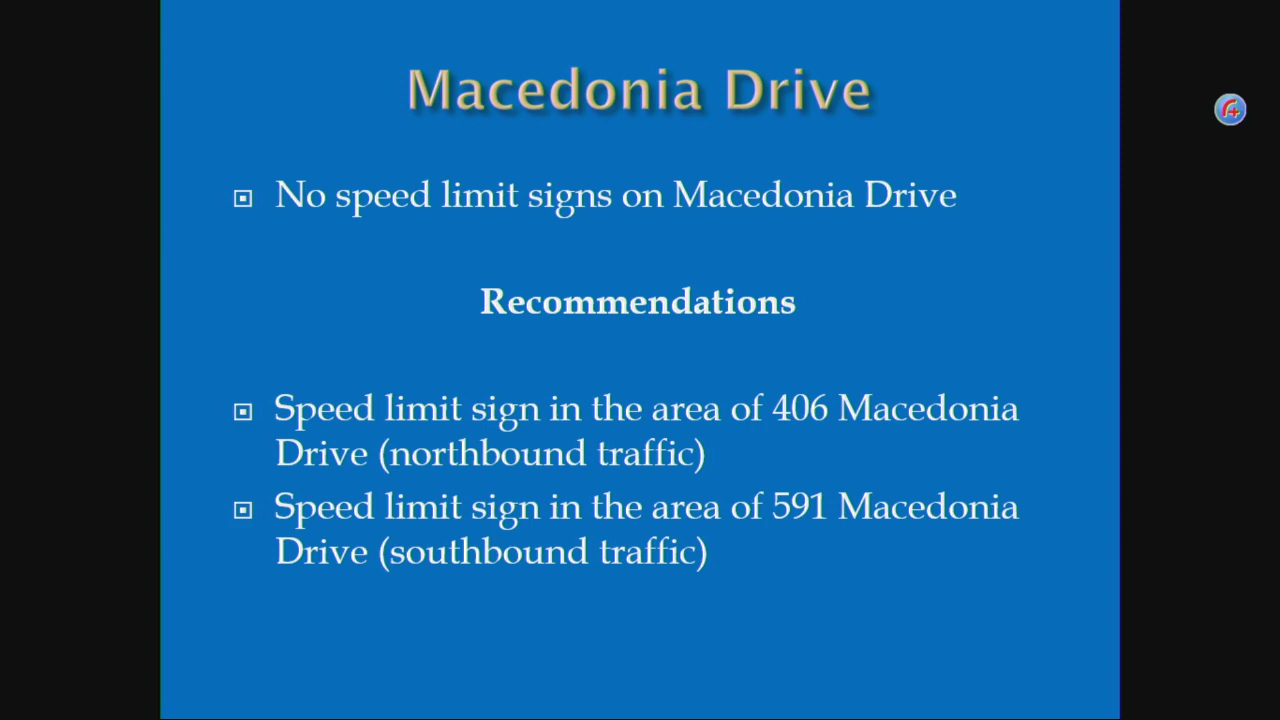 Macedonia Drive
No speed limit signs on Macedonia Drive
Recommendations
Speed limit sign in the area of 406 Macedonia
Drive (northbound traffic)
Speed limit sign in the area of 591 Macedonia
Drive (southbound traffic)